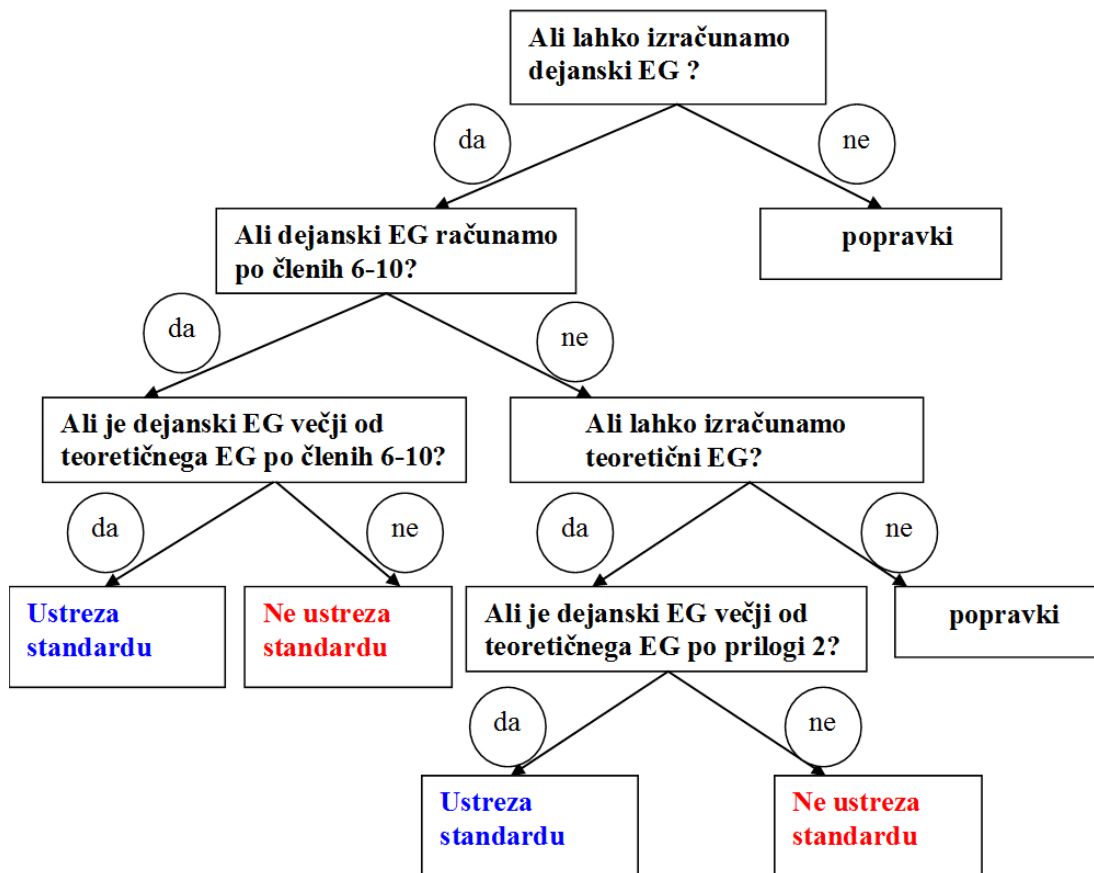 Ali lahko izračunamo
dejanski EG ?
da
ne
Ali dejanski EG računamo
po členih 6-10?
popravki
da
ne
Ali je dejanski EG večji od
teoretičnega EG po členih 6-10?
Ali lahko izračunamo
teoretični EG?
da
ne
da
ne
Ustreza
standardu
Ne ustreza
standardu
Ali je dejanski EG večji od
teoretičnega EG po prilogi 2?
popravki
da
ne
Ustreza
standardu
Ne ustreza
standardu